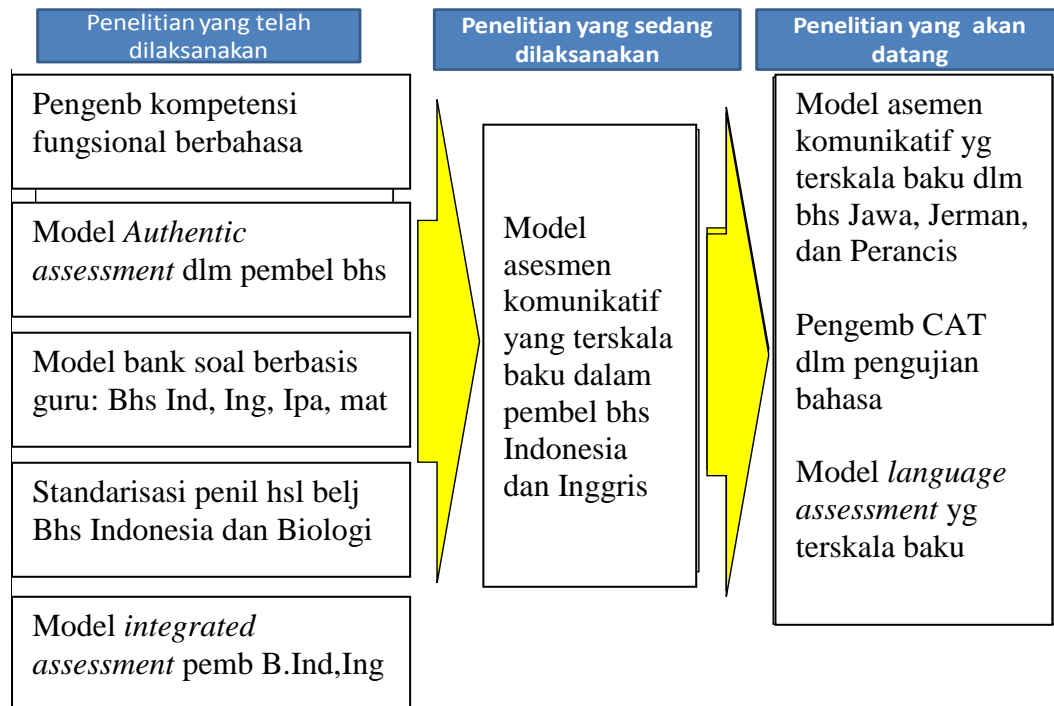 Penelitian yang telah
dilaksanakan
Pengenb kompetensi
fungsional berbahasa
Model Authentic
assessment dlm pembel bhs
Model bank soal berbasis
guru: Bhs Ind, Ing, Ipa, mat
Standarisasi penil hsl belj
Bhs Indonesia dan Biologi
Model integrated
assessment pemb B.Ind,Ing
Penelitian yang sedang
dilaksanakan
Model
asesmen
komunikatif
yang terskala
baku dalam
pembel bhs
Indonesia
dan Inggris
Penelitian yang akan
datang
Model asemen
komunikatif yg
terskala baku dlm
bhs Jawa, Jerman,
dan Perancis
Pengemb CAT
dlm pengujian
bahasa
Model language
assessment yg
terskala baku